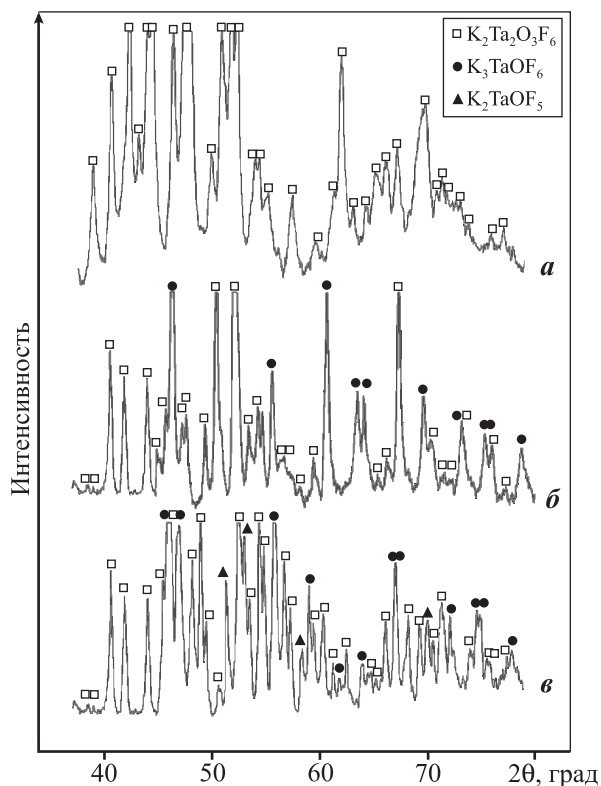 K₂Ta₂O₃F₆
K₃TaOF₆
K₂TaOF₅
а
Интенсивность
б
в
40 50 60 70 2θ, град